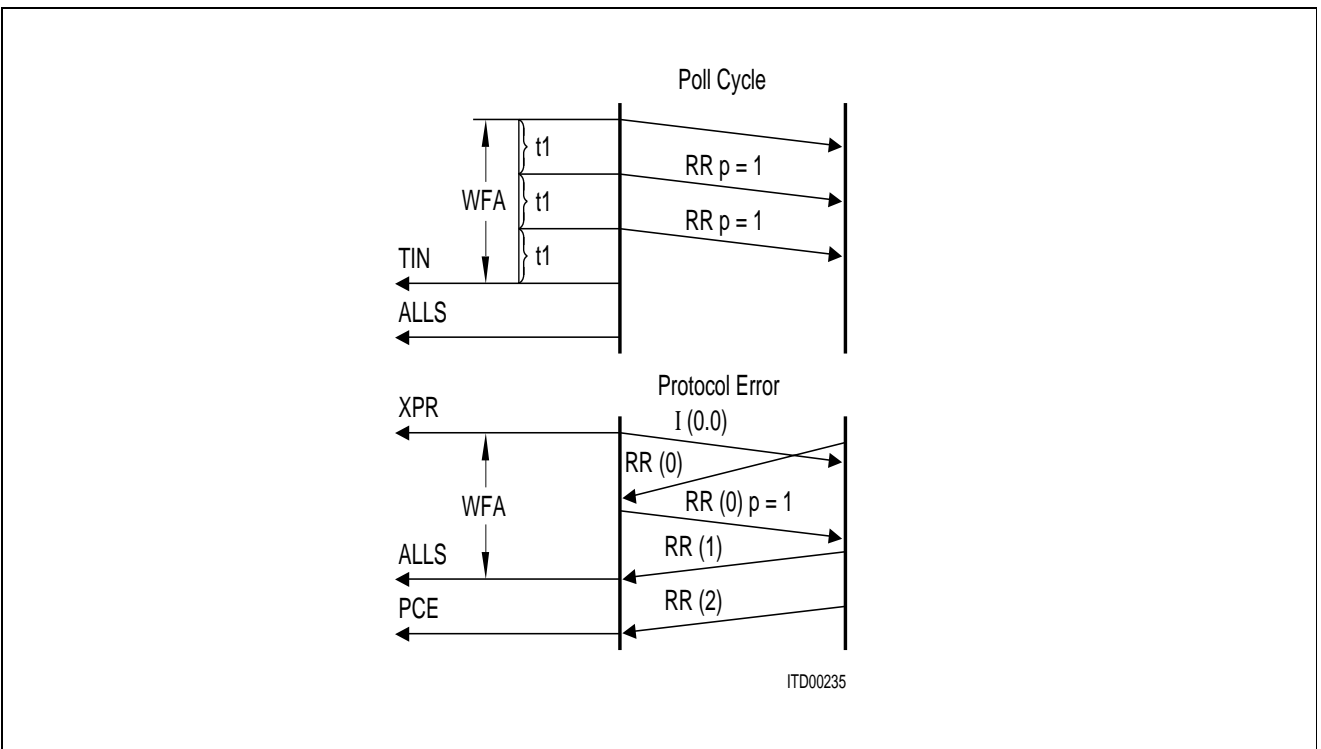 Poll Cycle
t1
RR p = 1
WFA
t1
RR p = 1
t1
TIN
ALLS
Protocol Error
XPR
I (0.0)
RR (0)
WFA
RR (0) p = 1
ALLS
RR (1)
PCE
RR (2)
ITD00235